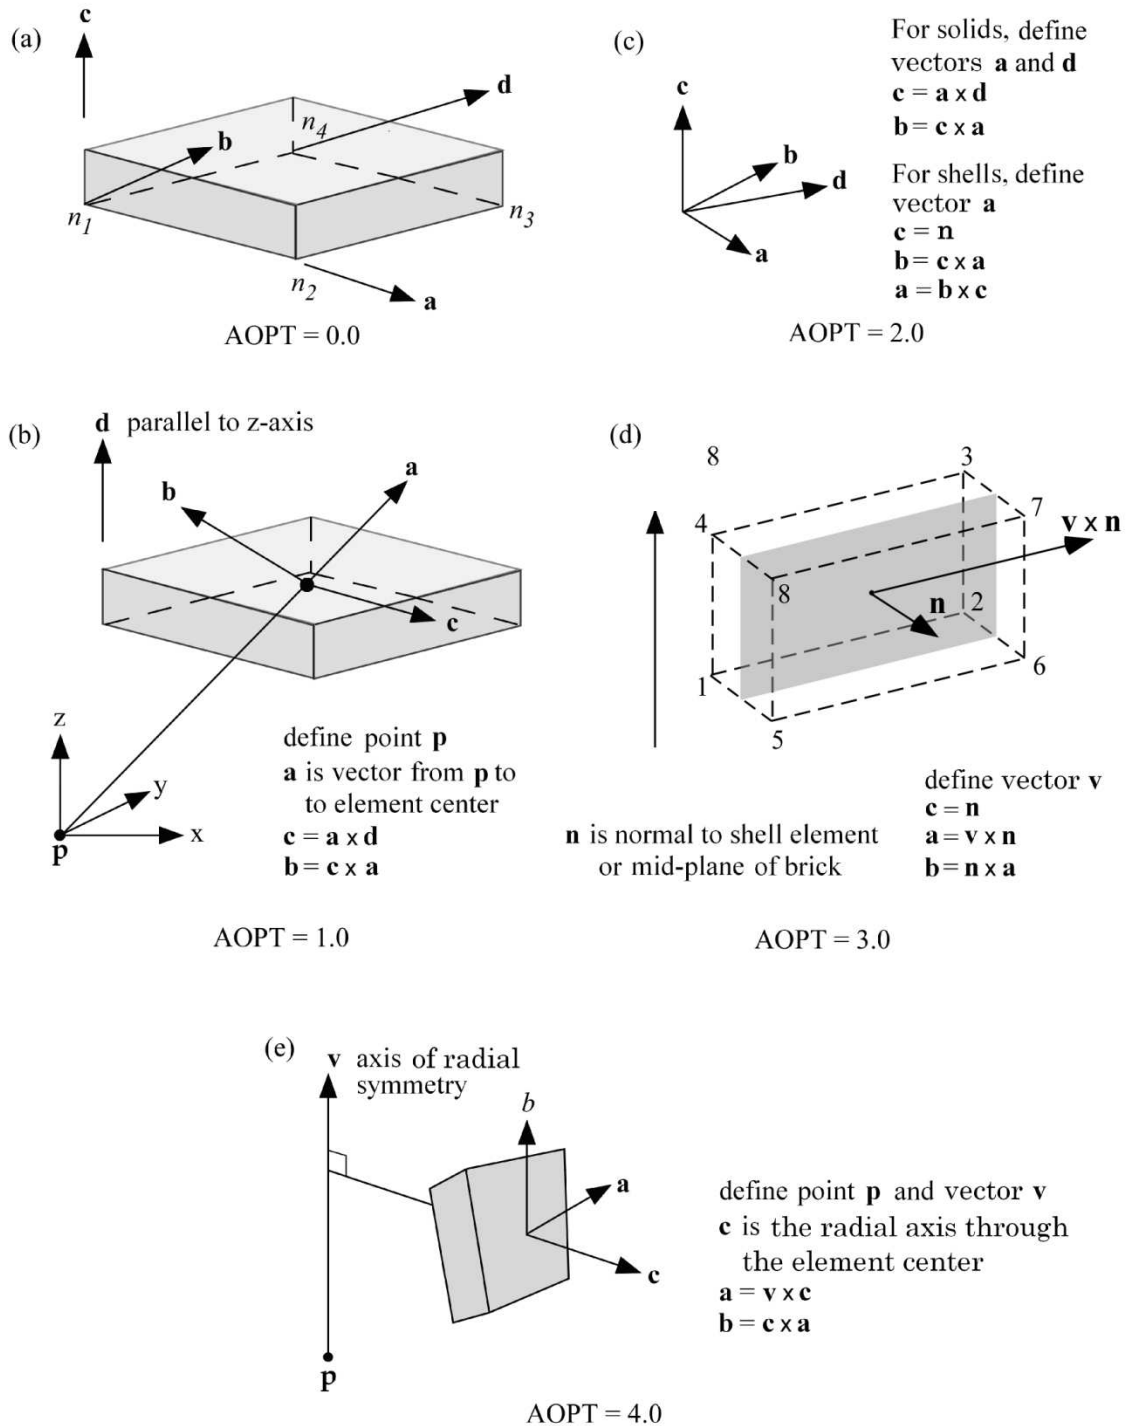 (a)
c
d
b
n4
n1
n3
n2
a
AOPT = 0.0
(c)
c
b
d
a
For solids, define
vectors a and d
c = a x d
b = c x a
For shells, define
vector a
c = n
b = c x a
a = b x c
AOPT = 2.0
(b)
d parallel to z-axis
a
b
c
z
y
x
p
define point p
a is vector from p to
to element center
c = a x d
b = c x a
AOPT = 1.0
(d)
8
3
4
7
v x n
8
n
2
1
6
5
define vector v
c = n
a = v x n
b = n x a
n is normal to shell element
or mid-plane of brick
AOPT = 3.0
(e)
v axis of radial
symmetry
b
a
c
p
define point p and vector v
c is the radial axis through
the element center
a = v x c
b = c x a
AOPT = 4.0